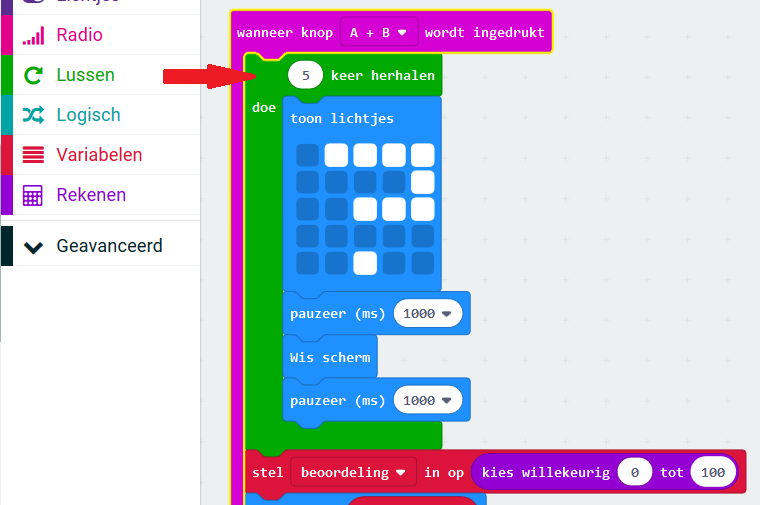 Lichtjes
Radio
Lussen
Logisch
Variabelen
Rekenen
Geavanceerd
wanneer knop A + B wordt ingedrukt
5 keer herhalen
doe
toon lichtjes
pauzeer (ms) 1000
Wis scherm
pauzeer (ms) 1000
stel beoordeling in op kies willekeurig 0 tot 100